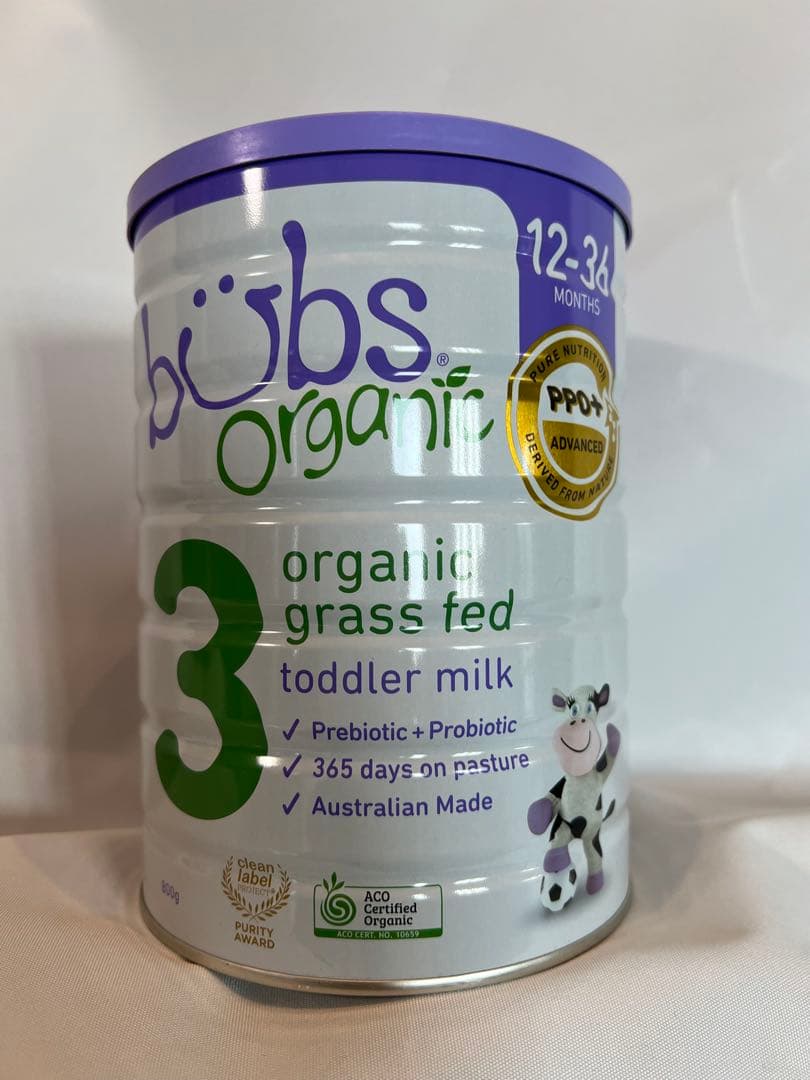 12-36
MONTHS
bübs®
organic
PURE NUTRITION
PPO+
ADVANCED
DERIVED FROM NATURE
3
organic
grass fed
toddler milk
✓ Prebiotic + Probiotic
✓ 365 days on pasture
✓ Australian Made
800g
clean
label
PROJECT®
PURITY
AWARD
ACO
Certified
Organic
ACO CERT. NO. 10659